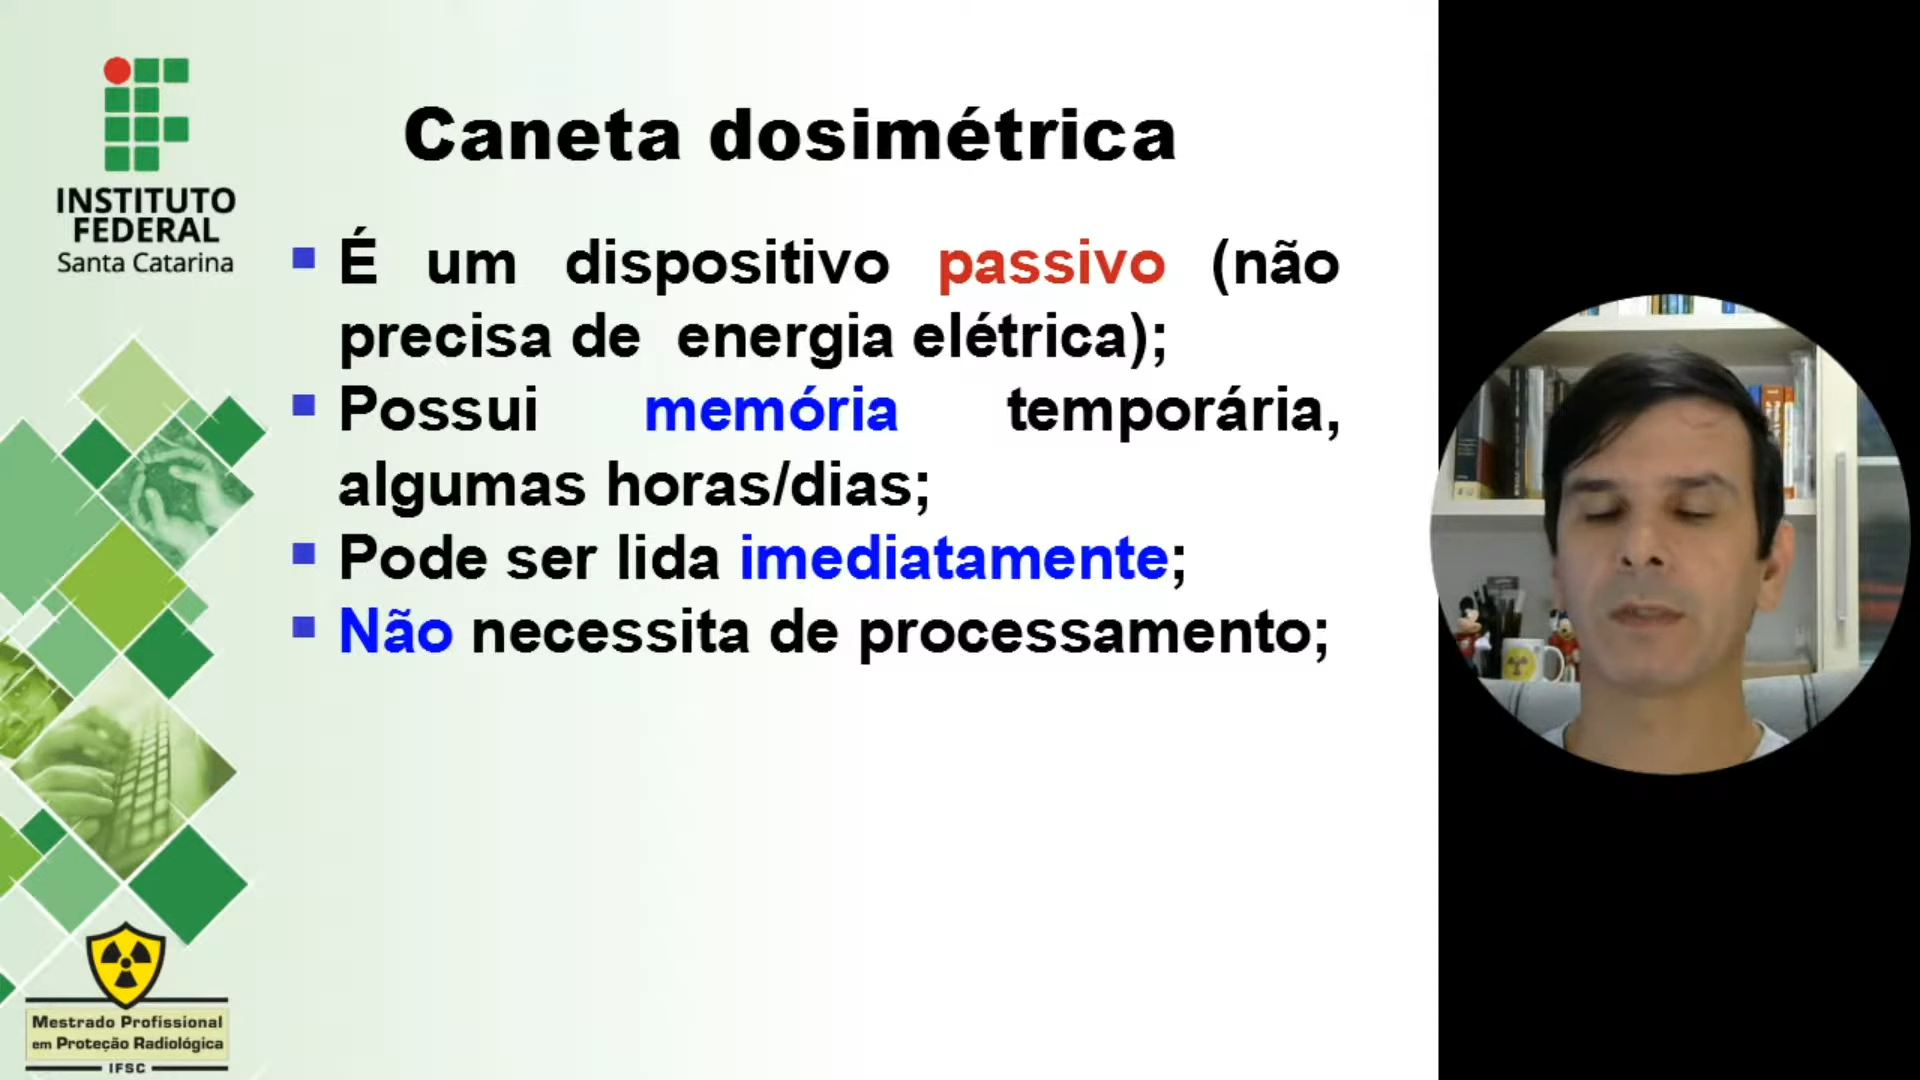 INSTITUTO
FEDERAL
Santa Catarina
Caneta dosimétrica
É um dispositivo passivo (não
precisa de energia elétrica);
Possui memória temporária,
algumas horas/dias;
Pode ser lida imediatamente;
Não necessita de processamento;
Mestrado Profissional
em Proteção Radiológica
IFSC